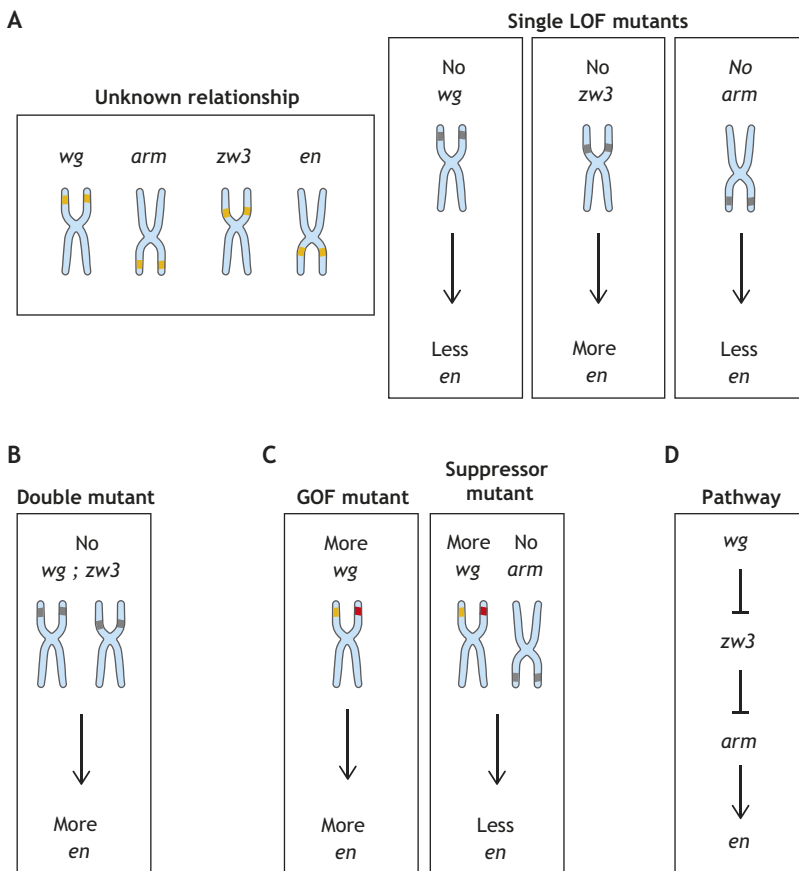 A
Unknown relationship
wg
arm
zw3
en
Single LOF mutants
No
wg
Less
en
No
zw3
More
en
No
arm
Less
en
B
Double mutant
No
wg ; zw3
More
en
C
GOF mutant
More
wg
More
en
Suppressor
mutant
More No
wg arm
Less
en
D
Pathway
wg
zw3
arm
en